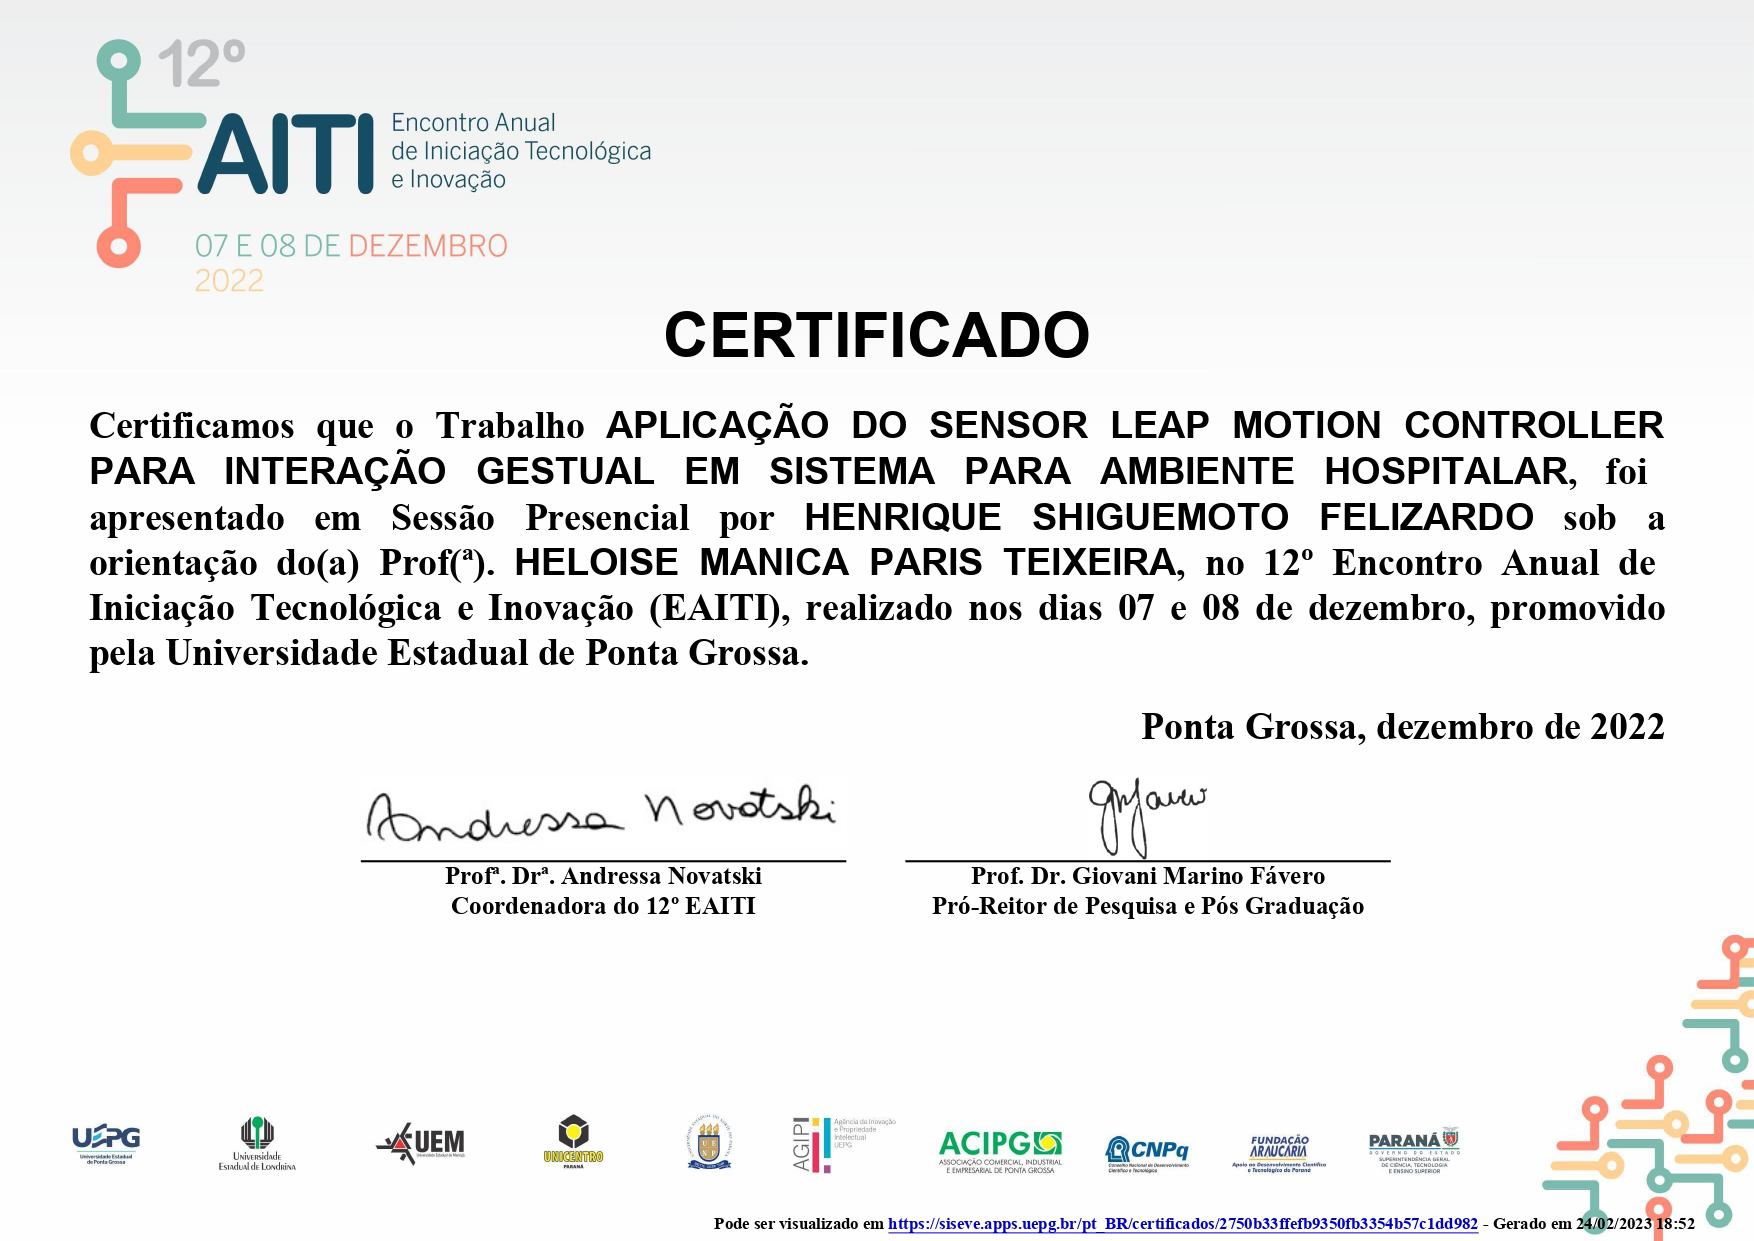 12º
EAITI
Encontro Anual
de Iniciação Tecnológica
e Inovação
07 E 08 DE DEZEMBRO
2022
CERTIFICADO
Certificamos que o Trabalho APLICAÇÃO DO SENSOR LEAP MOTION CONTROLLER
PARA INTERAÇÃO GESTUAL EM SISTEMA PARA AMBIENTE HOSPITALAR, foi
apresentado em Sessão Presencial por HENRIQUE SHIGUEMOTO FELIZARDO sob a
orientação do(a) Prof(ª). HELOISE MANICA PARIS TEIXEIRA, no 12º Encontro Anual de
Iniciação Tecnológica e Inovação (EAITI), realizado nos dias 07 e 08 de dezembro, promovido
pela Universidade Estadual de Ponta Grossa.
Ponta Grossa, dezembro de 2022
Andressa Novatski
Profª. Drª. Andressa Novatski
Coordenadora do 12º EAITI
Prof. Dr. Giovani Marino Fávero
Pró-Reitor de Pesquisa e Pós Graduação
UEPG
Universidade Estadual
de Ponta Grossa
Universidade
Estadual de Londrina
UEM
Universidade Estadual de Maringá
UNICENTRO
PARANÁ
UENP
AGIPI
Agência de Inovação
e Propriedade
Intelectual
UEPG
ACIPG
ASSOCIAÇÃO COMERCIAL, INDUSTRIAL
E EMPRESARIAL DE PONTA GROSSA
CNPq
Conselho Nacional de Desenvolvimento
Científico e Tecnológico
FUNDAÇÃO
ARAUCÁRIA
Apoio ao Desenvolvimento Científico
e Tecnológico do Paraná
PARANÁ
GOVERNO DO ESTADO
SUPERINTENDÊNCIA GERAL
DE CIÊNCIA, TECNOLOGIA
E ENSINO SUPERIOR
Pode ser visualizado em https://siseve.apps.uepg.br/pt_BR/certificados/2750b33ffefb9350fb3354b57c1dd982 - Gerado em 24/02/2023 18:52